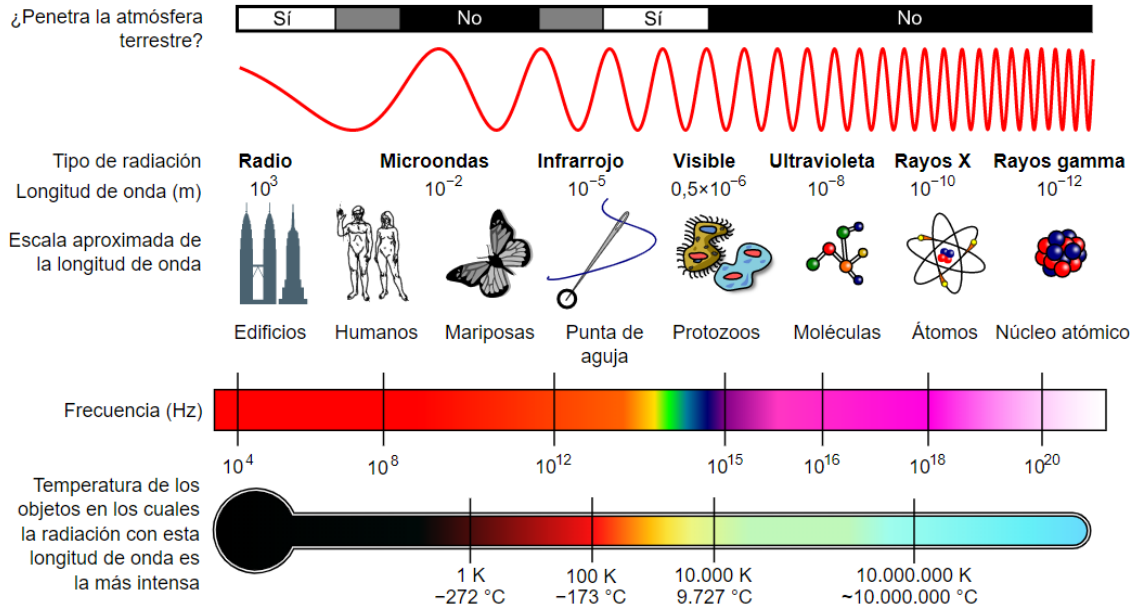 ¿Penetra la atmósfera
terrestre?
Sí No Sí No
Tipo de radiación Radio Microondas Infrarrojo Visible Ultravioleta Rayos X Rayos gamma
Longitud de onda (m) 10³ 10⁻² 10⁻⁵ 0,5×10⁻⁶ 10⁻⁸ 10⁻¹⁰ 10⁻¹²
Escala aproximada de
la longitud de onda
Edificios Humanos Mariposas Punta de aguja Protozoos Moléculas Átomos Núcleo atómico
Frecuencia (Hz)
10⁴ 10⁸ 10¹² 10¹⁵ 10¹⁶ 10¹⁸ 10²⁰
Temperatura de los
objetos en los cuales
la radiación con esta
longitud de onda es
la más intensa
1 K 100 K 10.000 K 10.000.000 K
−272 °C −173 °C 9.727 °C ~10.000.000 °C